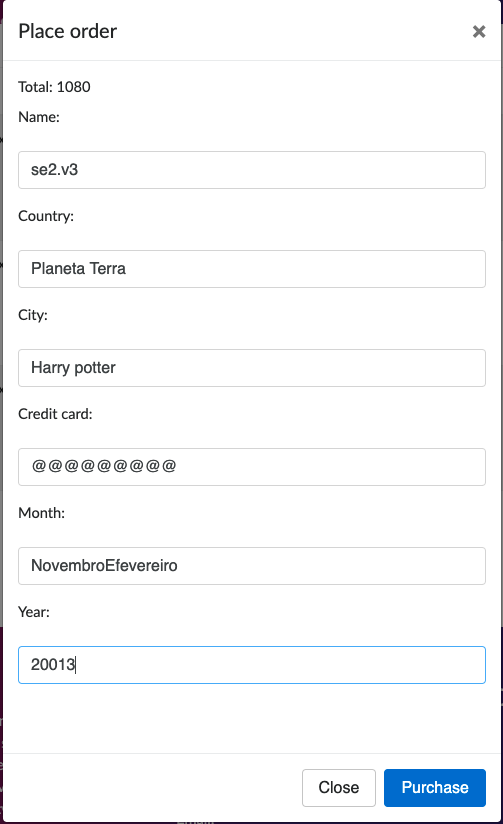 Place order
×
Total: 1080
Name:
se2.v3
Country:
Planeta Terra
City:
Harry potter
Credit card:
@@@@@@@@@
Month:
NovembroEfevereiro
Year:
20013
Close
Purchase